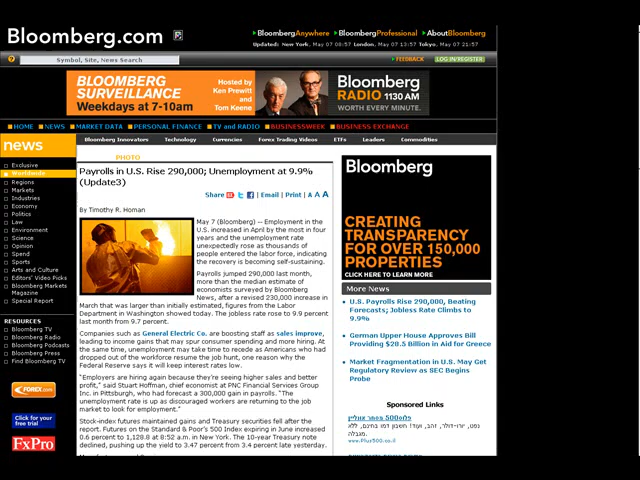 Bloomberg.com
BloombergAnywhere BloombergProfessional AboutBloomberg
Updated: New York, May 07 08:57 London, May 07 13:57 Tokyo, May 07 21:57
? Symbol, Site, News Search FEEDBACK LOG IN/REGISTER
BLOOMBERG
SURVEILLANCE
Weekdays at 7-10am
Hosted by
Ken Prewitt
and
Tom Keene
Bloomberg
RADIO 1130 AM
WORTH EVERY MINUTE.
HOME NEWS MARKET DATA PERSONAL FINANCE TV and RADIO BUSINESSWEEK BUSINESS EXCHANGE
news
Bloomberg Innovators Technology Currencies Forex Trading Videos ETFs Leaders Commodities
Exclusive
Worldwide
Regions
Markets
Industries
Economy
Politics
Law
Environment
Science
Opinion
Spend
Sports
Arts and Culture
Editors' Video Picks
Bloomberg Markets
Magazine
Special Report
RESOURCES
Bloomberg TV
Bloomberg Radio
Bloomberg Podcasts
Bloomberg Press
Find Bloomberg TV
FOREX.com
Click for your
free trial
FxPro
PHOTO
Payrolls in U.S. Rise 290,000; Unemployment at 9.9%
(Update3)
Share | Email | Print | A A A
By Timothy R. Homan
May 7 (Bloomberg) -- Employment in the
U.S. increased in April by the most in four
years and the unemployment rate
unexpectedly rose as thousands of
people entered the labor force, indicating
the recovery is becoming self-sustaining.
Payrolls jumped 290,000 last month,
more than the median estimate of
economists surveyed by Bloomberg
News, after a revised 230,000 increase in
March that was larger than initially estimated, figures from the Labor
Department in Washington showed today. The jobless rate rose to 9.9 percent
last month from 9.7 percent.
Companies such as General Electric Co. are boosting staff as sales improve,
leading to income gains that may spur consumer spending and more hiring. At
the same time, unemployment may take time to recede as Americans who had
dropped out of the workforce resume the job hunt, one reason why the
Federal Reserve says it will keep interest rates low.
“Employers are hiring again because they're seeing higher sales and better
profit,” said Stuart Hoffman, chief economist at PNC Financial Services Group
Inc. in Pittsburgh, who had forecast a 300,000 gain in payrolls. “The
unemployment rate is up as discouraged workers are returning to the job
market to look for employment.”
Stock-index futures maintained gains and Treasury securities fell after the
report. Futures on the Standard & Poor's 500 Index expiring in June increased
0.6 percent to 1,128.8 at 8:52 a.m. in New York. The 10-year Treasury note
declined, pushing up the yield to 3.47 percent from 3.4 percent late yesterday.
Bloomberg
CREATING
TRANSPARENCY
FOR OVER 150,000
PROPERTIES
CLICK HERE TO LEARN MORE
More News
U.S. Payrolls Rise 290,000, Beating
Forecasts; Jobless Rate Climbs to
9.9%
German Upper House Approves Bill
Providing $28.5 Billion in Aid for Greece
Market Fragmentation in U.S. May Get
Regulatory Review as SEC Begins
Probe
Sponsored Links
פלוס500 מסחר אונליין
נפט, יורו-דולר, זהב, ועוד! חשבון דמו בחינם, ללא
מגבלה.
www.Plus500.co.il